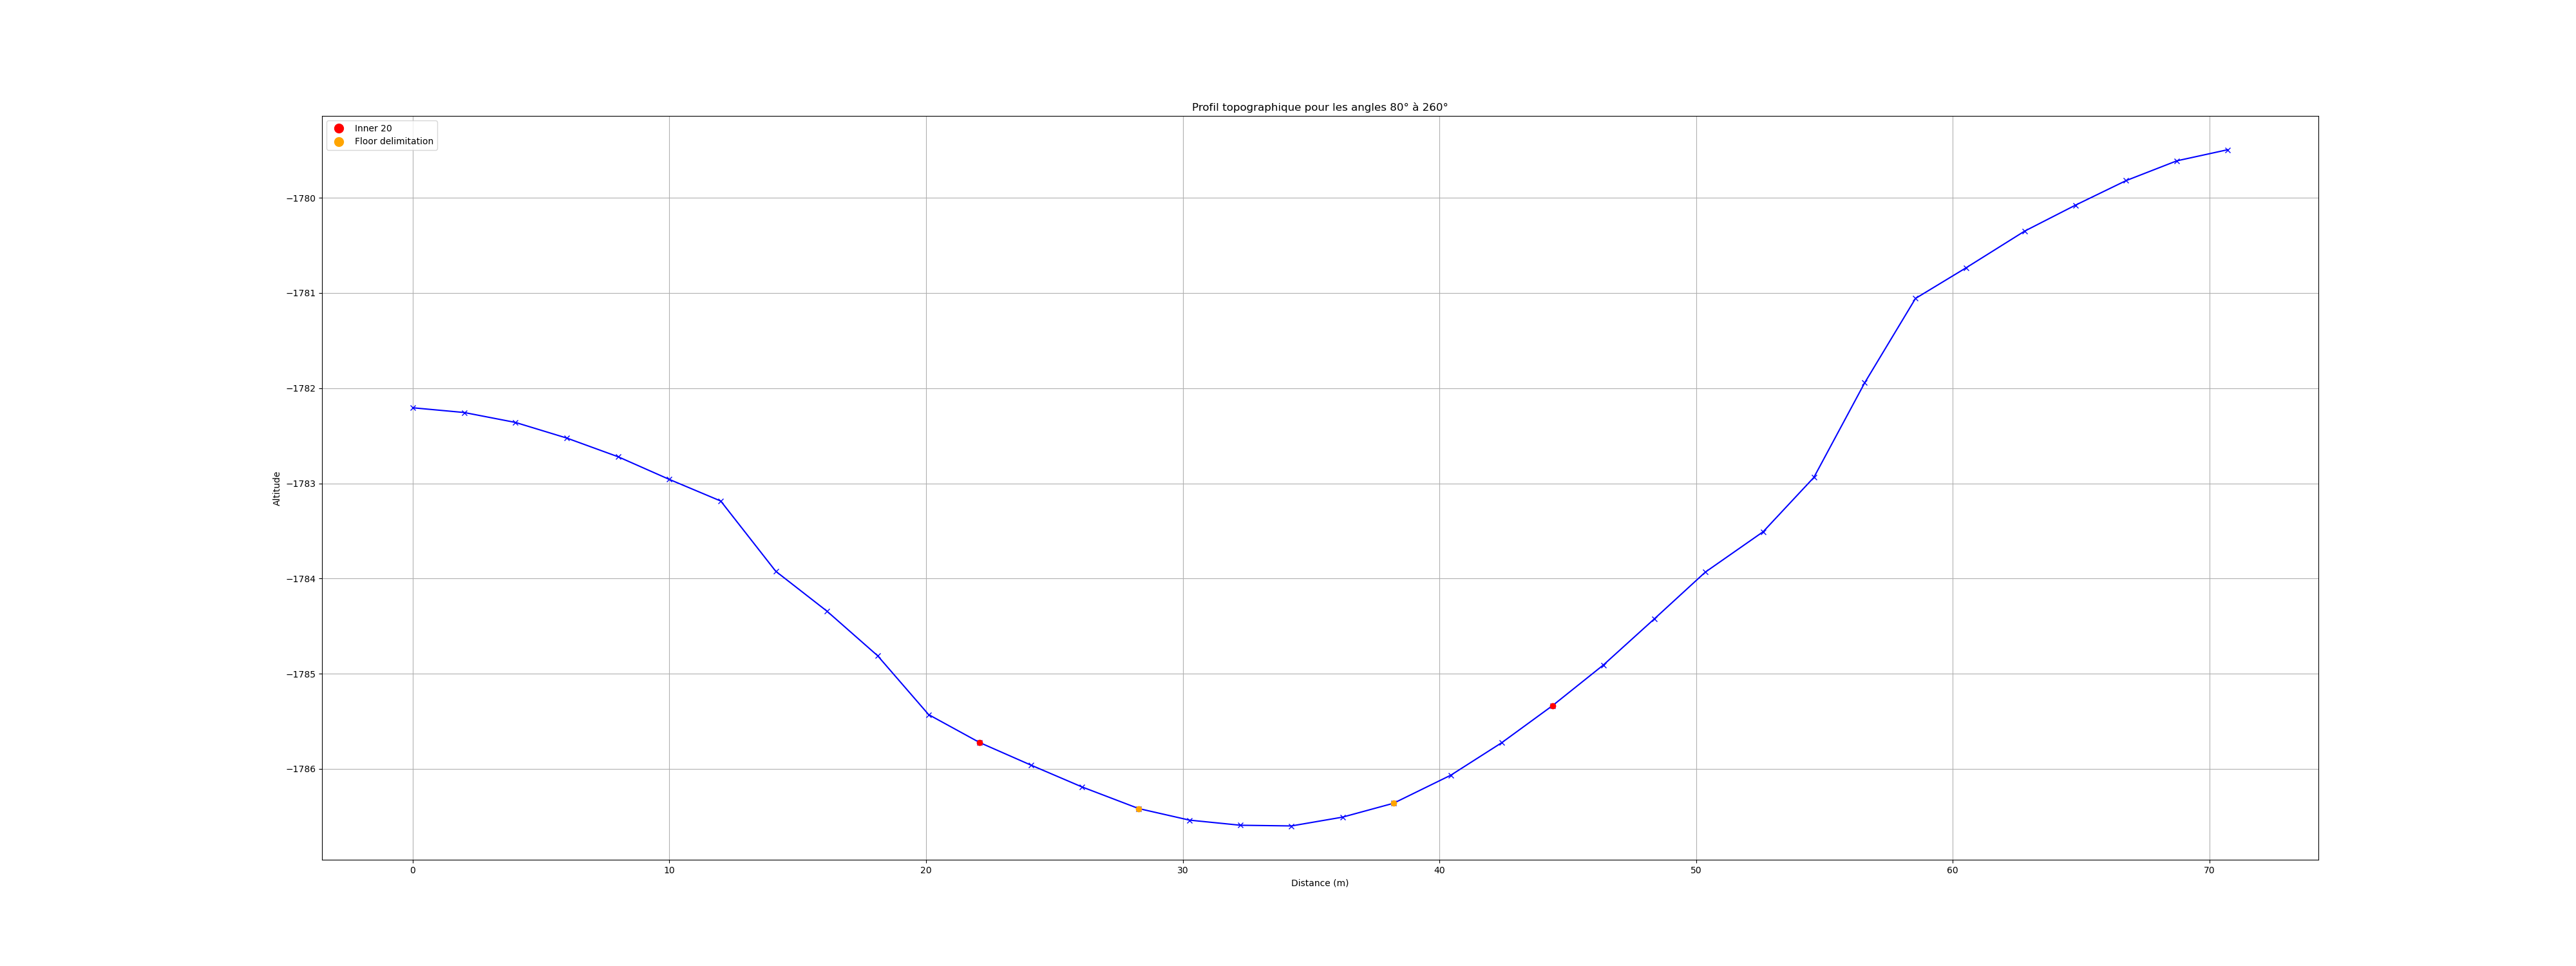 Profil topographique pour les angles 80° à 260°
Inner 20
Floor delimitation
−1780
−1781
−1782
−1783
−1784
−1785
−1786
Altitude
0 10 20 30 40 50 60 70
Distance (m)